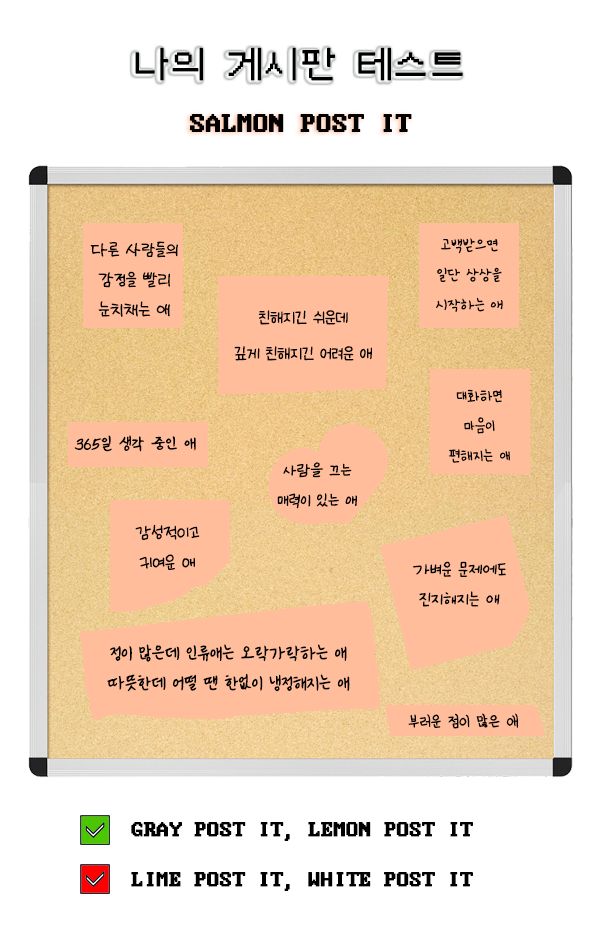 나의 게시판 테스트
SALMON POST IT
다른 사람들의
감정을 빨리
눈치채는 애
고백받으면
일단 상상을
시작하는 애
친해지긴 쉬운데
깊게 친해지긴 어려운 애
대화하면
마음이
편해지는 애
365일 생각 중인 애
사람을 끄는
매력이 있는 애
감성적이고
귀여운 애
가벼운 문제에도
진지해지는 애
정이 많은데 인류애는 오락가락하는 애
따뜻한데 어떨 땐 한없이 냉정해지는 애
부러운 점이 많은 애
GRAY POST IT, LEMON POST IT
LIME POST IT, WHITE POST IT